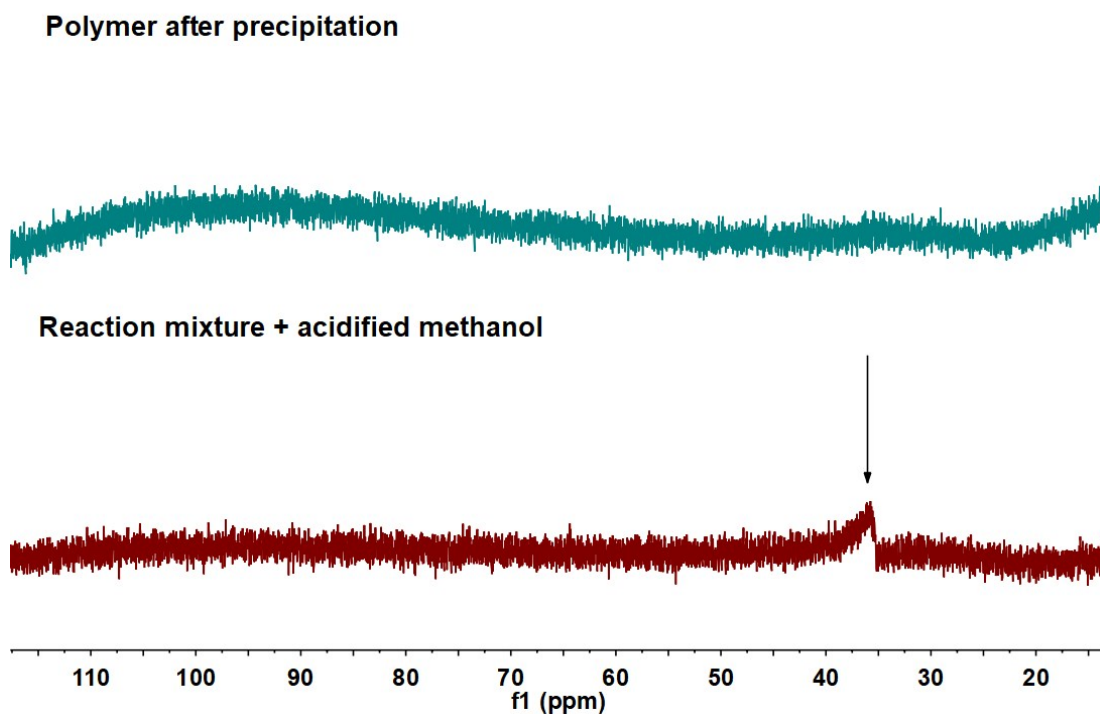 Polymer after precipitation
Reaction mixture + acidified methanol
110 100 90 80 70 60 50 40 30 20
f1 (ppm)